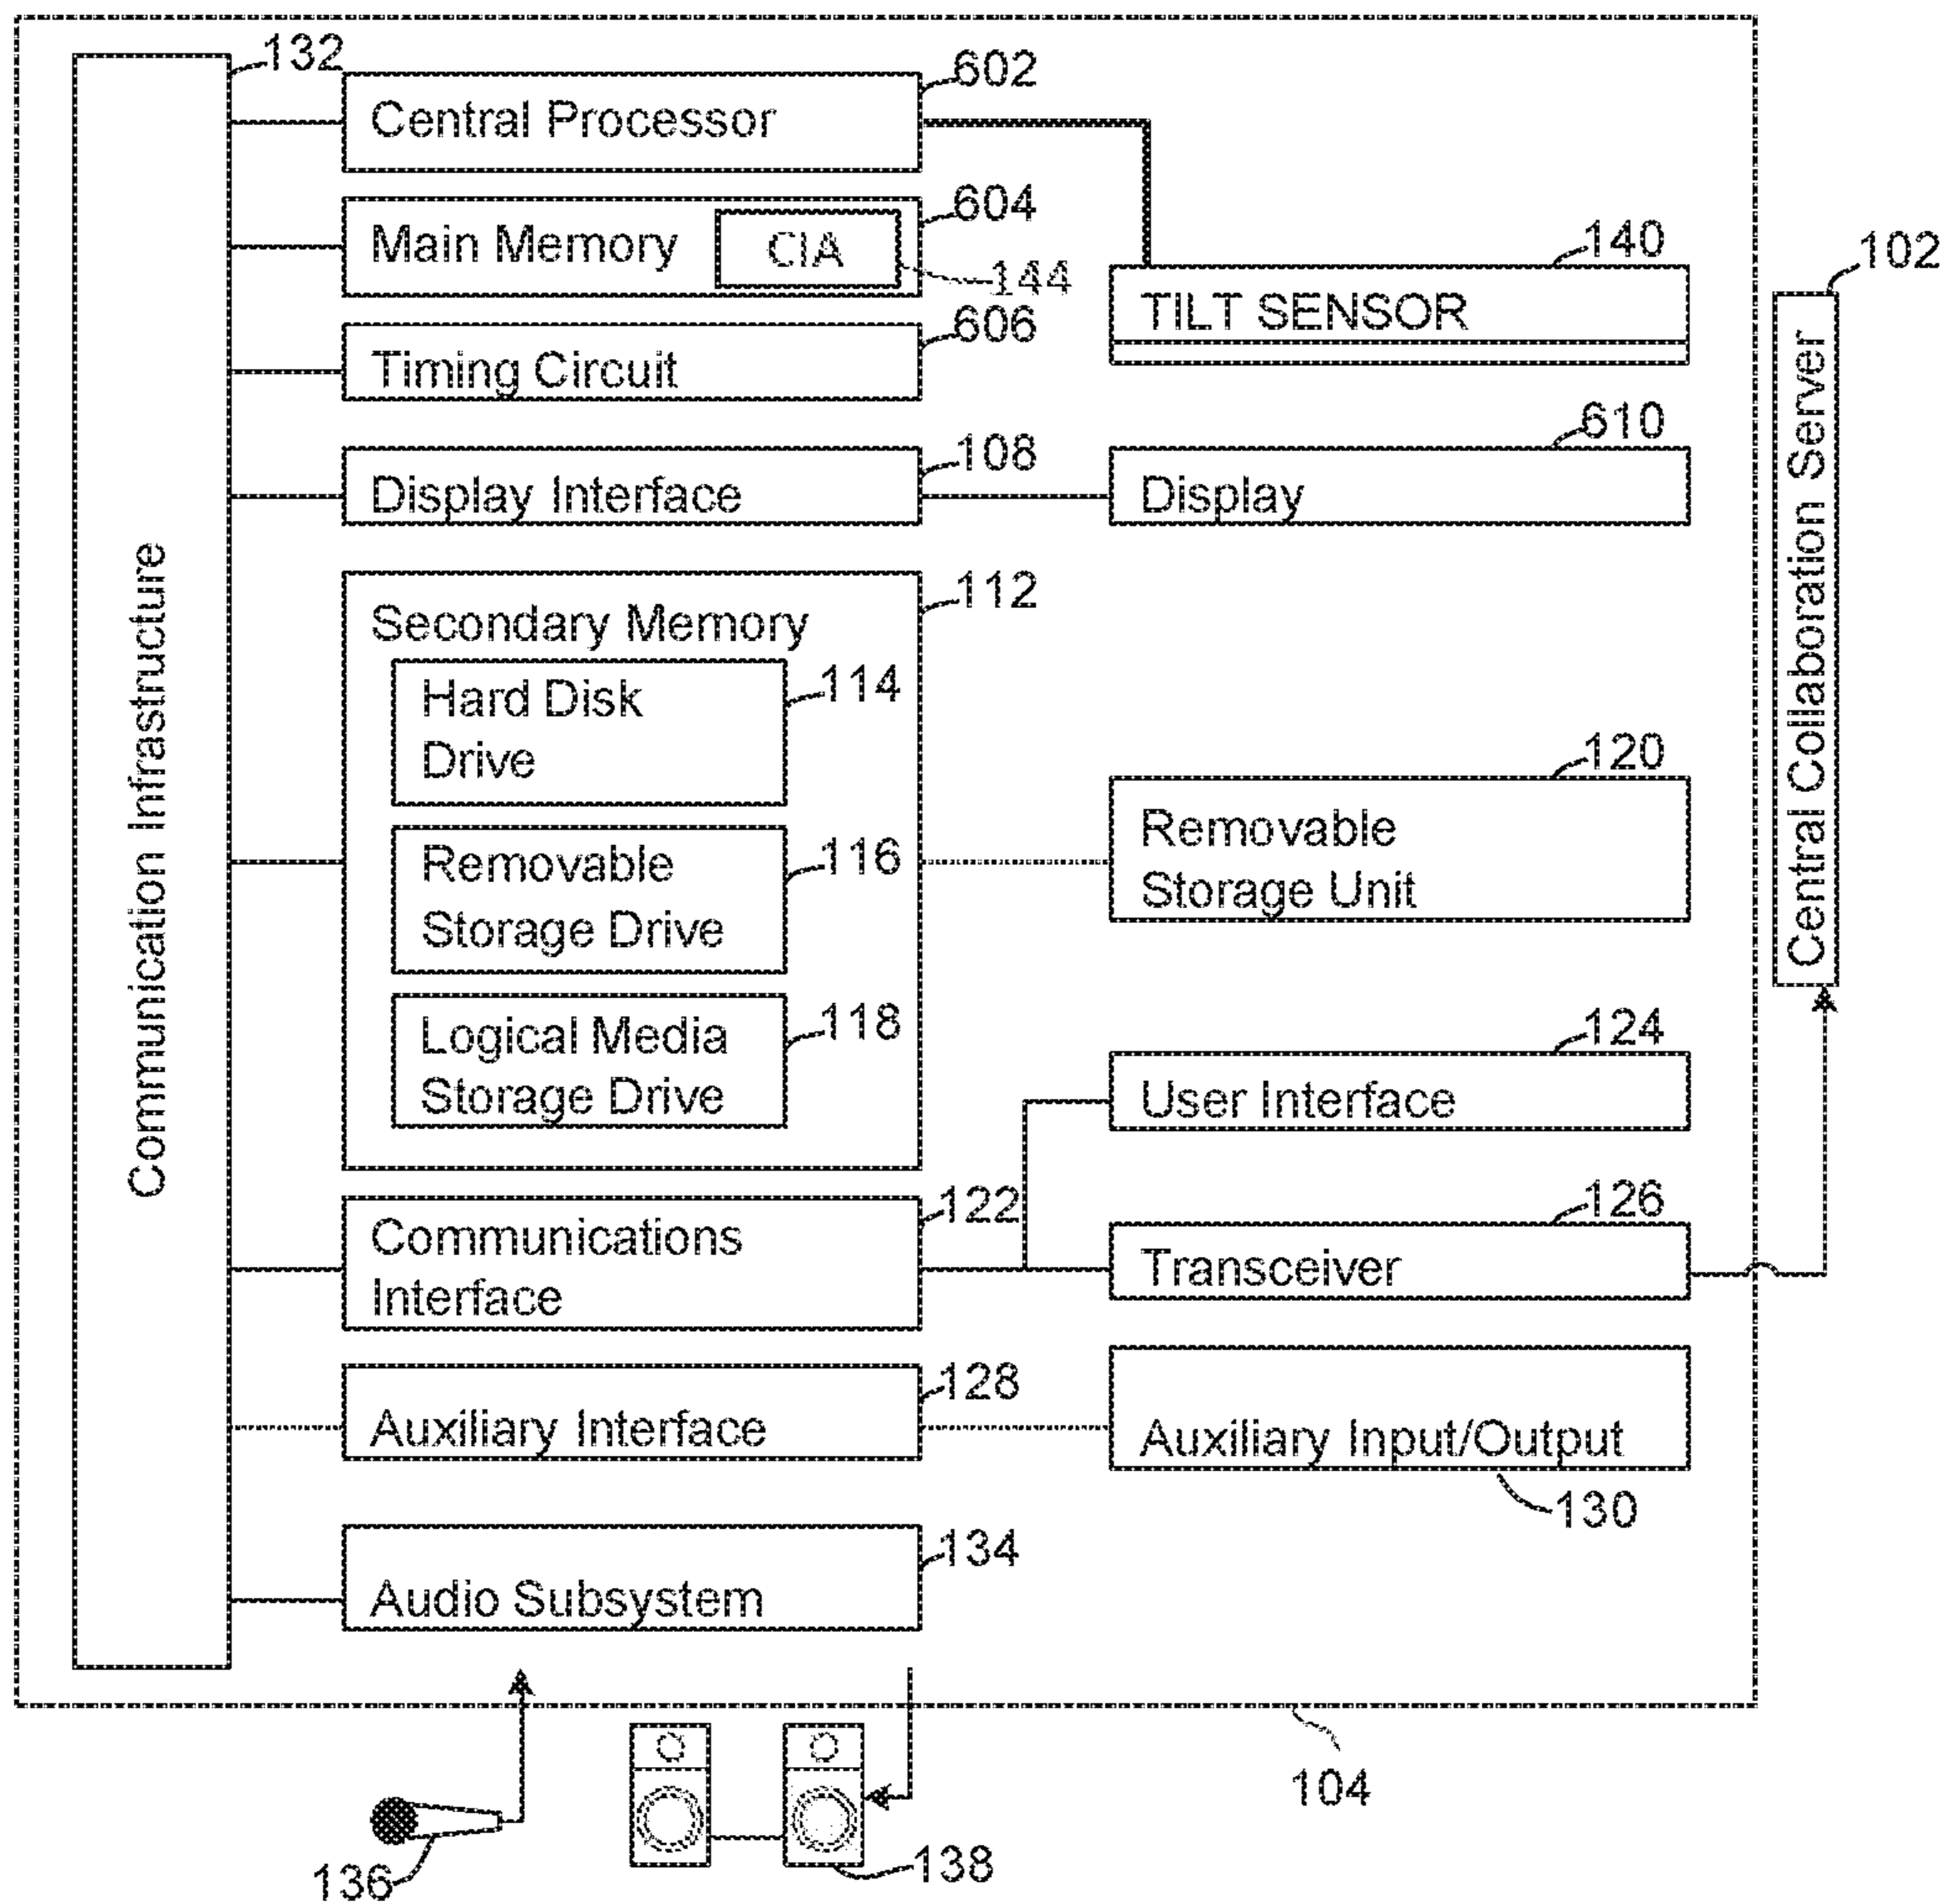 132
Communication Infrastructure
602
Central Processor
604
Main Memory
CIA
144
606
Timing Circuit
140
TILT SENSOR
102
Central Collaboration Server
108
Display Interface
610
Display
112
Secondary Memory
114
Hard Disk
Drive
116
Removable
Storage Drive
118
Logical Media
Storage Drive
120
Removable
Storage Unit
122
Communications
Interface
124
User Interface
126
Transceiver
128
Auxiliary Interface
Auxiliary Input/Output
130
134
Audio Subsystem
104
136
138